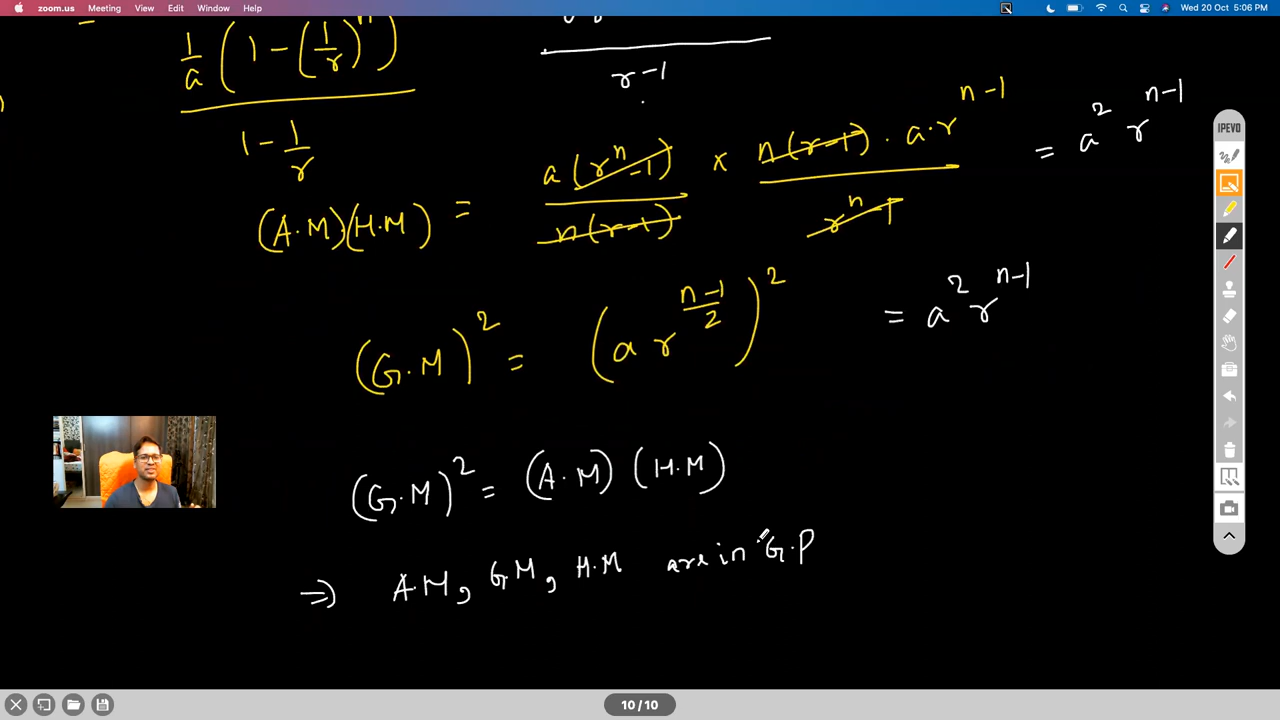 zoom.us Meeting View Edit Window Help Wed 20 Oct 5:06 PM
1/a (1 - (1/r)^n)
1 - 1/r
r-1
(A.M)(H.M) = a(r^n-1)/n(r-1) x n(r-1).a.r^n-1/r^n-1 = a^2 r^n-1
(G.M)^2 = (a r^n-1/2)^2 = a^2 r^n-1
(G.M)^2 = (A.M) (H.M)
⇒ A.M, GM, H.M are in G.P
IPEVO
10/10